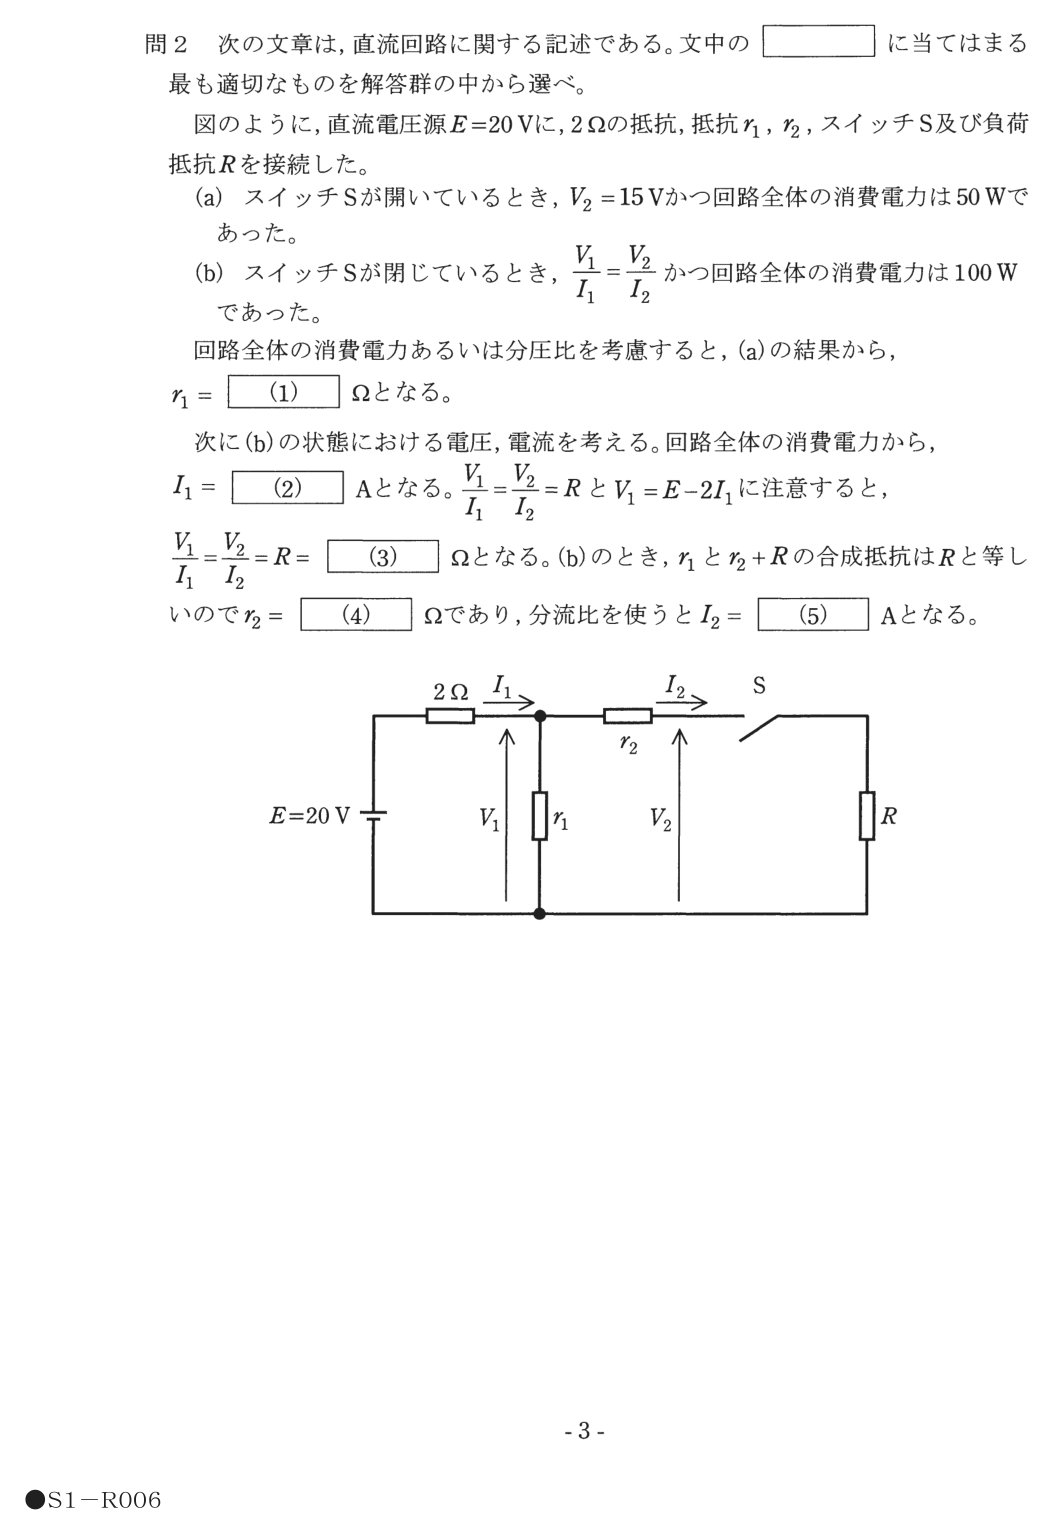 問2　次の文章は，直流回路に関する記述である。文中の　　　　に当てはまる
最も適切なものを解答群の中から選べ。
図のように，直流電圧源E=20 Vに，2 Ωの抵抗，抵抗r₁，r₂，スイッチS及び負荷
抵抗Rを接続した。
(a)　スイッチSが開いているとき，V₂ =15 Vかつ回路全体の消費電力は50 Wで
あった。
(b)　スイッチSが閉じているとき，V₁/I₁ = V₂/I₂ かつ回路全体の消費電力は100 W
であった。
回路全体の消費電力あるいは分圧比を考慮すると，(a)の結果から，
r₁ = (1) Ωとなる。
次に(b)の状態における電圧，電流を考える。回路全体の消費電力から，
I₁ = (2) Aとなる。V₁/I₁ = V₂/I₂ = R と V₁ = E−2I₁ に注意すると，
V₁/I₁ = V₂/I₂ = R = (3) Ωとなる。(b)のとき，r₁ と r₂ + R の合成抵抗は R と等し
いので r₂ = (4) Ωであり，分流比を使うと I₂ = (5) Aとなる。
2 Ω I₁ I₂ S
r₂
E=20 V V₁ r₁ V₂ R
- 3 -
●S1－R006